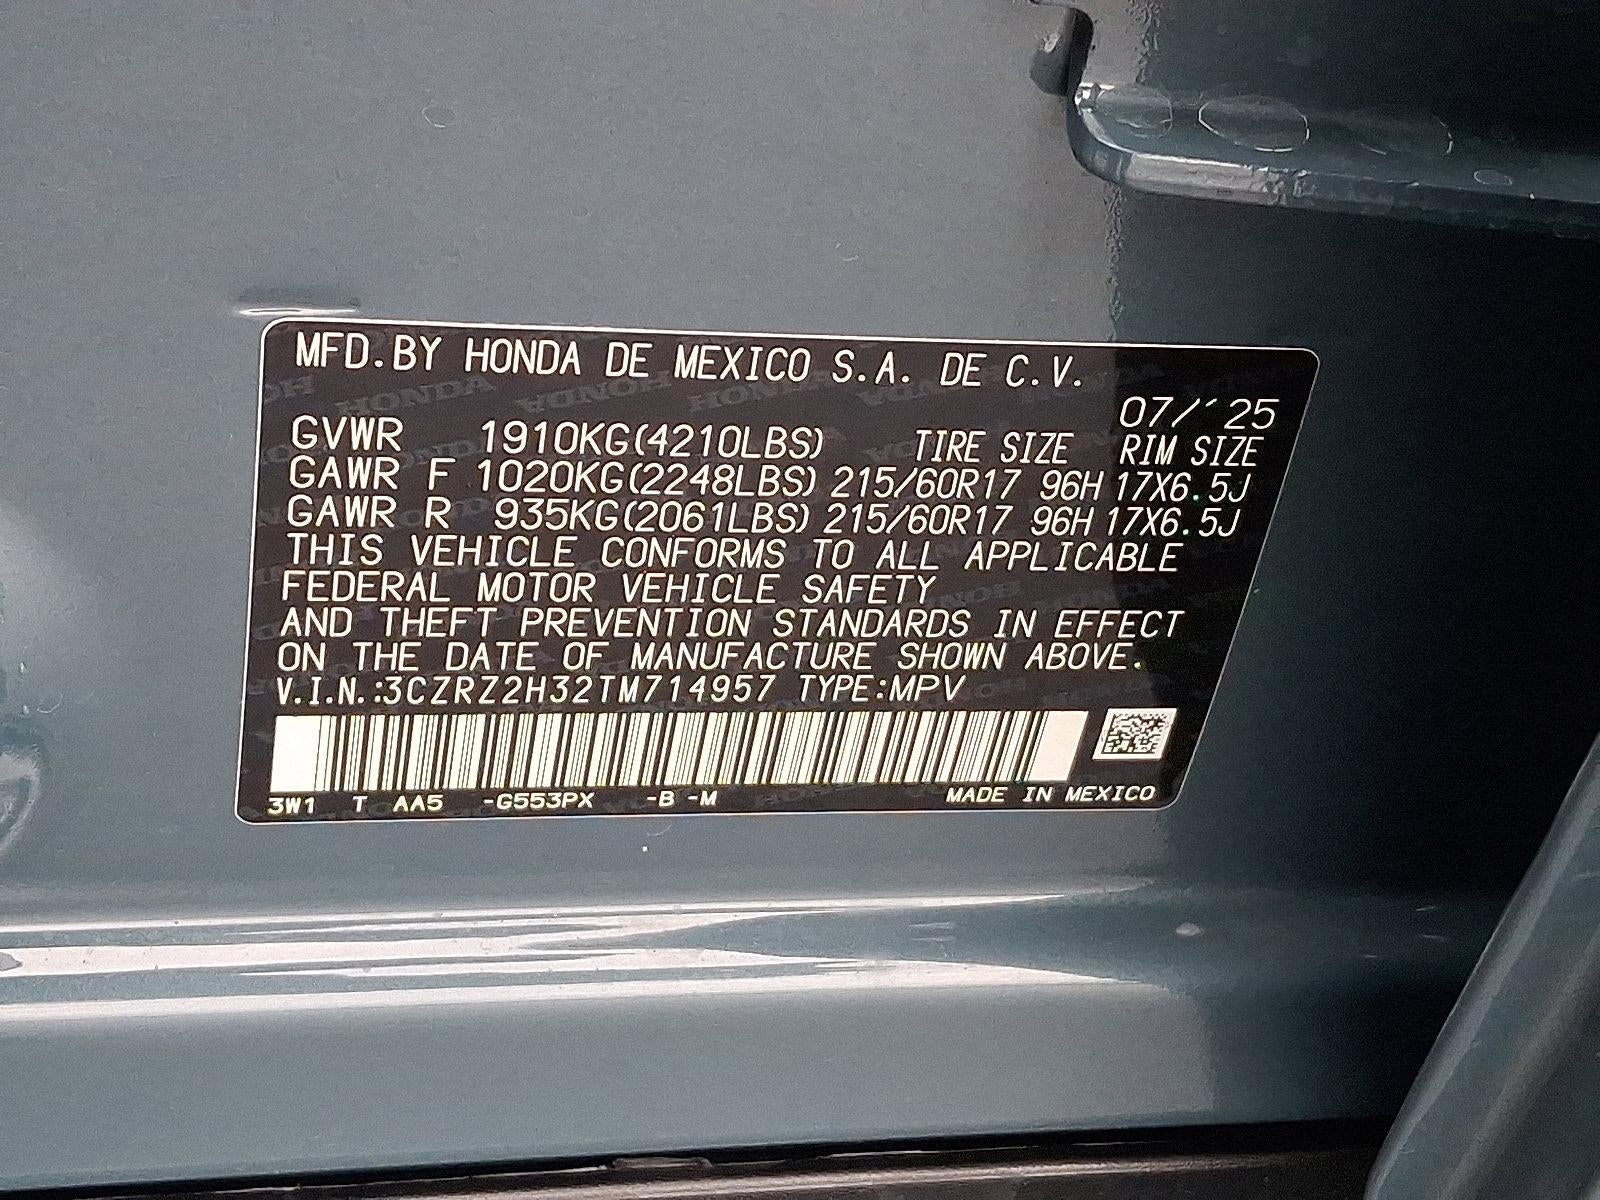 MFD.BY HONDA DE MEXICO S.A. DE C.V.
07/´25
GVWR 1910KG(4210LBS) TIRE SIZE RIM SIZE
GAWR F 1020KG(2248LBS) 215/60R17 96H 17X6.5J
GAWR R 935KG(2061LBS) 215/60R17 96H 17X6.5J
THIS VEHICLE CONFORMS TO ALL APPLICABLE
FEDERAL MOTOR VEHICLE SAFETY
AND THEFT PREVENTION STANDARDS IN EFFECT
ON THE DATE OF MANUFACTURE SHOWN ABOVE.
V.I.N.:3CZRZ2H32TM714957 TYPE:MPV
3W1 T AA5 -G553PX -B -M MADE IN MEXICO